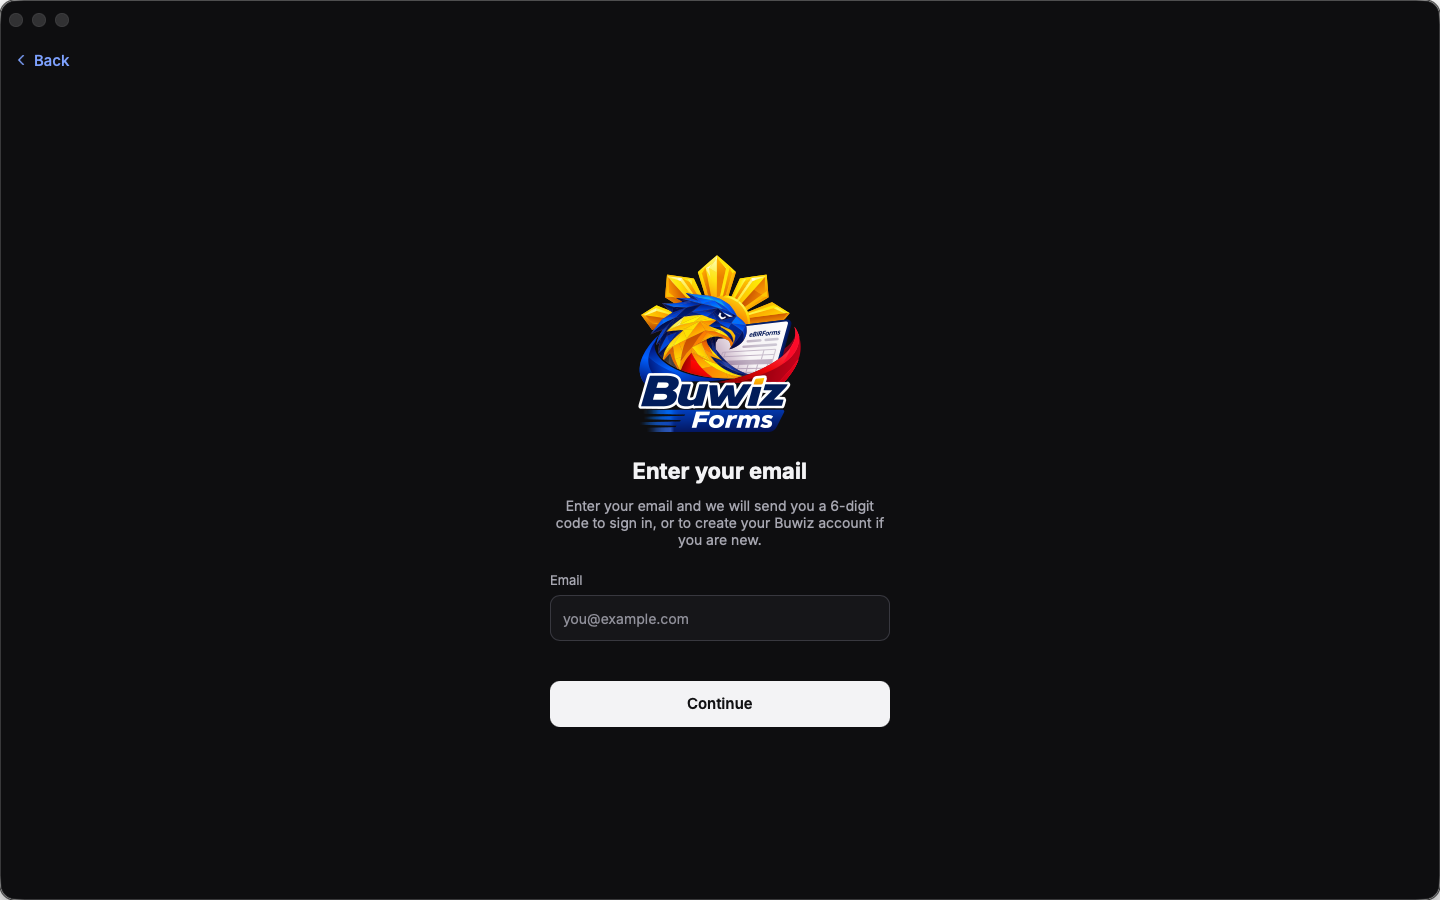 Back
eBIRForms
Buwiz
Forms
Enter your email
Enter your email and we will send you a 6-digit
code to sign in, or to create your Buwiz account if
you are new.
Email
you@example.com
Continue